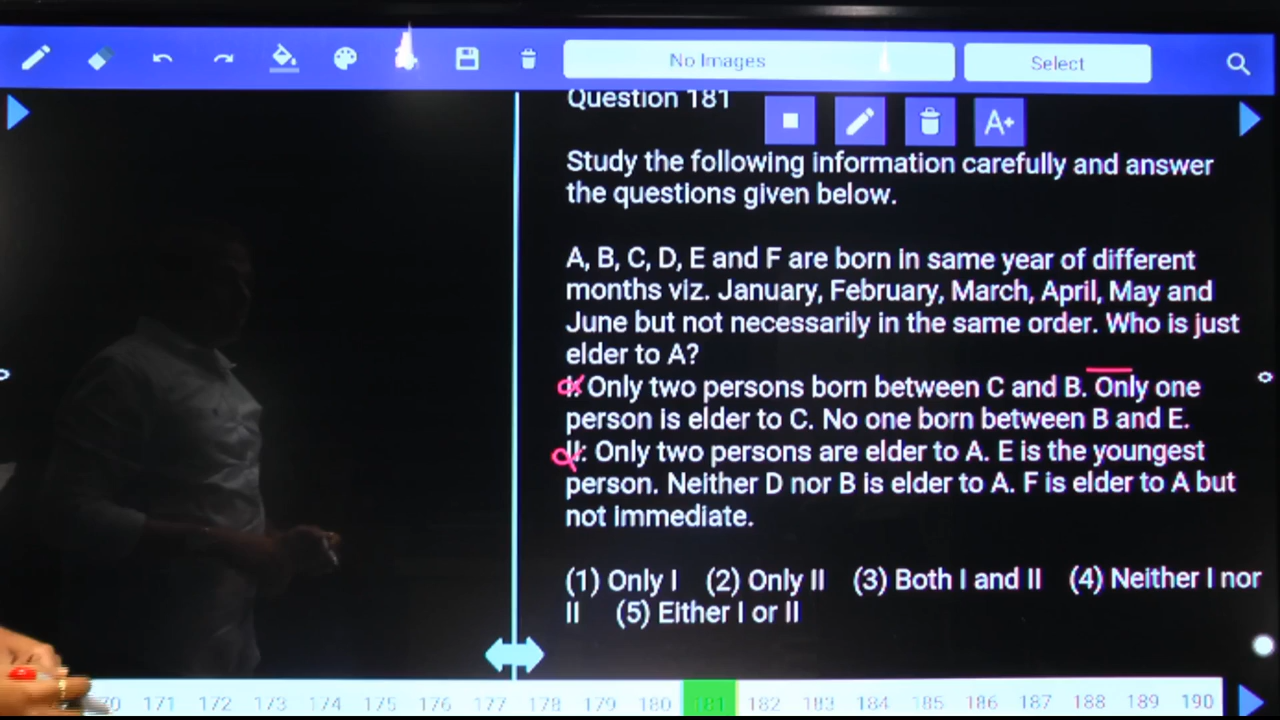 No Images
Select
Question 181
A+
Study the following information carefully and answer
the questions given below.
A, B, C, D, E and F are born in same year of different
months viz. January, February, March, April, May and
June but not necessarily in the same order. Who is just
elder to A?
I: Only two persons born between C and B. Only one
person is elder to C. No one born between B and E.
II: Only two persons are elder to A. E is the youngest
person. Neither D nor B is elder to A. F is elder to A but
not immediate.
(1) Only I (2) Only II (3) Both I and II (4) Neither I nor
II (5) Either I or II
171 172 173 174 175 176 177 178 179 180 181 182 183 184 185 186 187 188 189 190